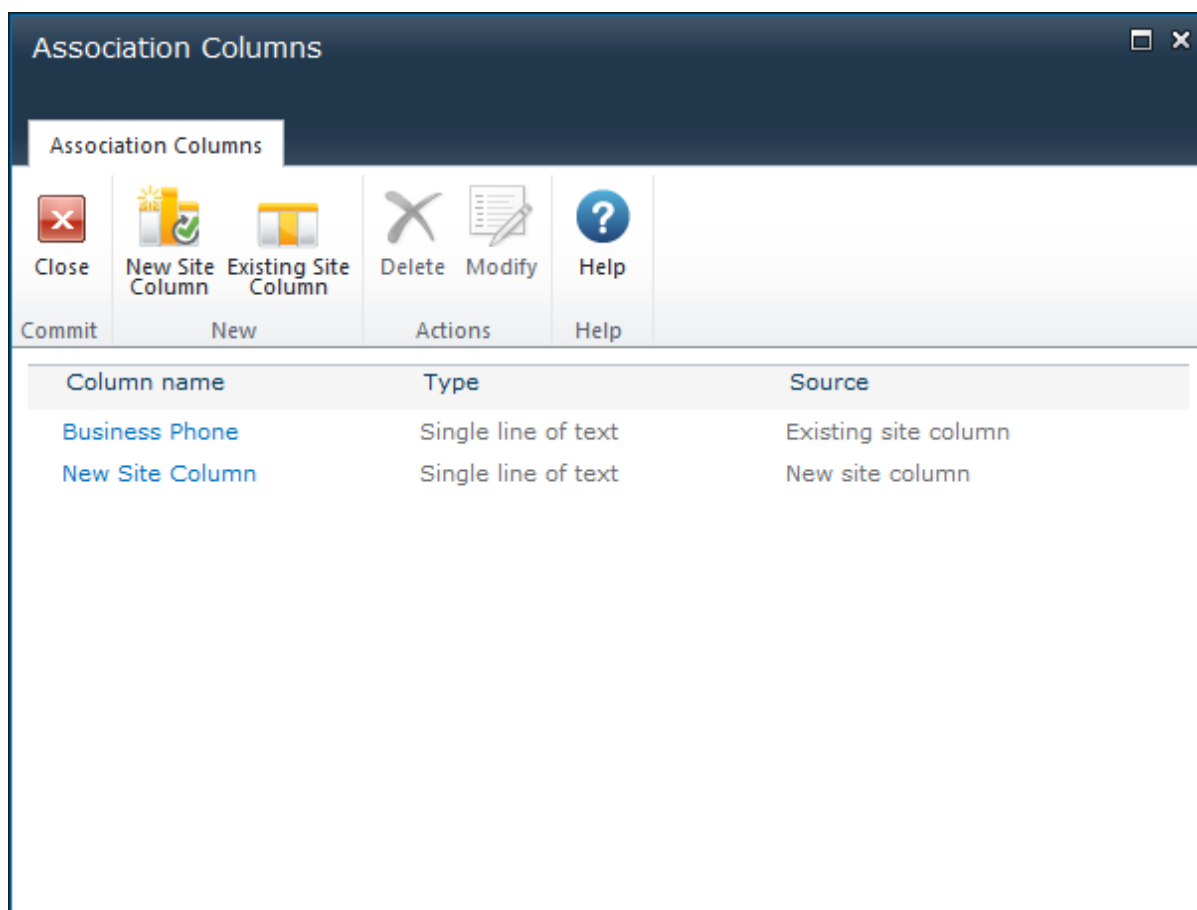 Association Columns
Association Columns
Close
New Site Column
Existing Site Column
Delete
Modify
Help
Commit
New
Actions
Help
Column name Type Source
Business Phone Single line of text Existing site column
New Site Column Single line of text New site column